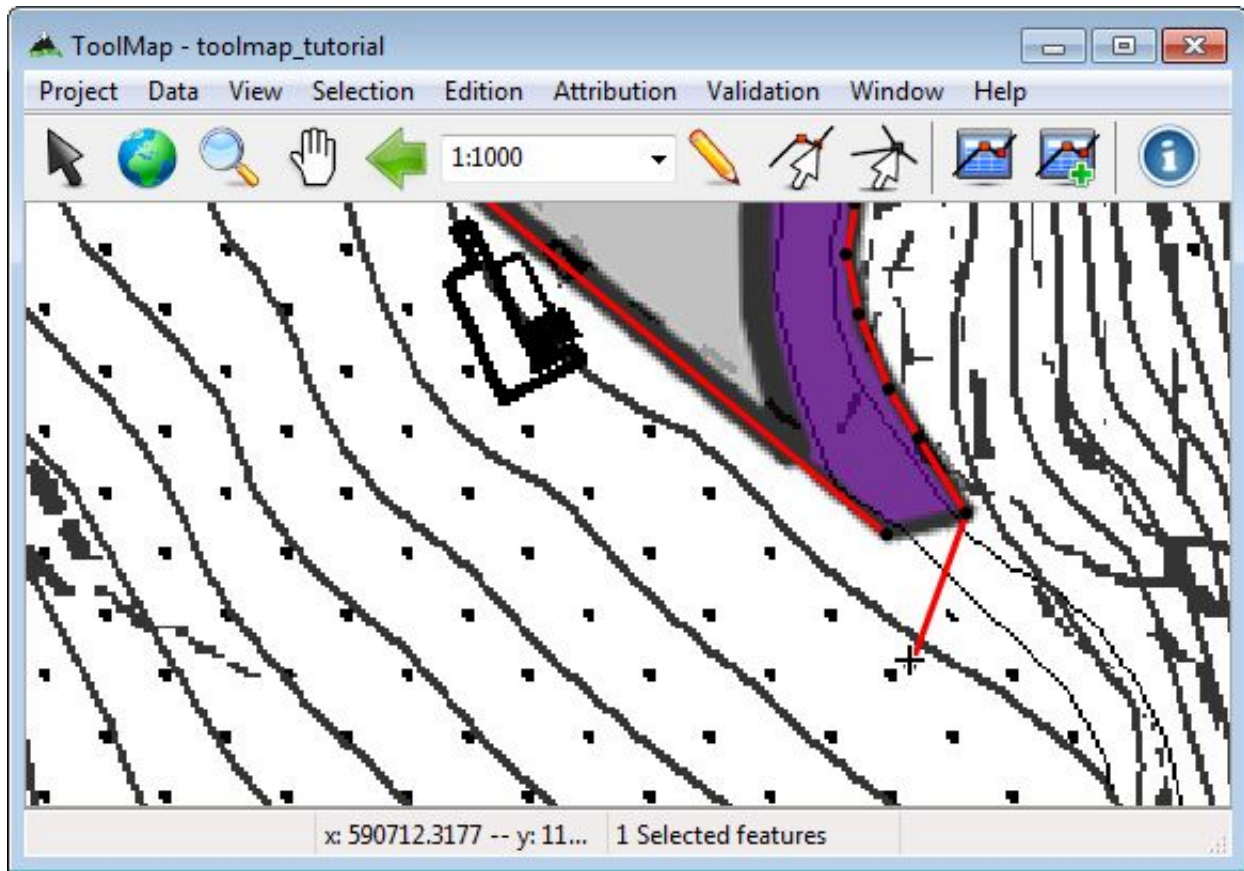 ToolMap - toolmap_tutorial
Project Data View Selection Edition Attribution Validation Window Help
1:1000
x: 590712.3177 -- y: 11... 1 Selected features